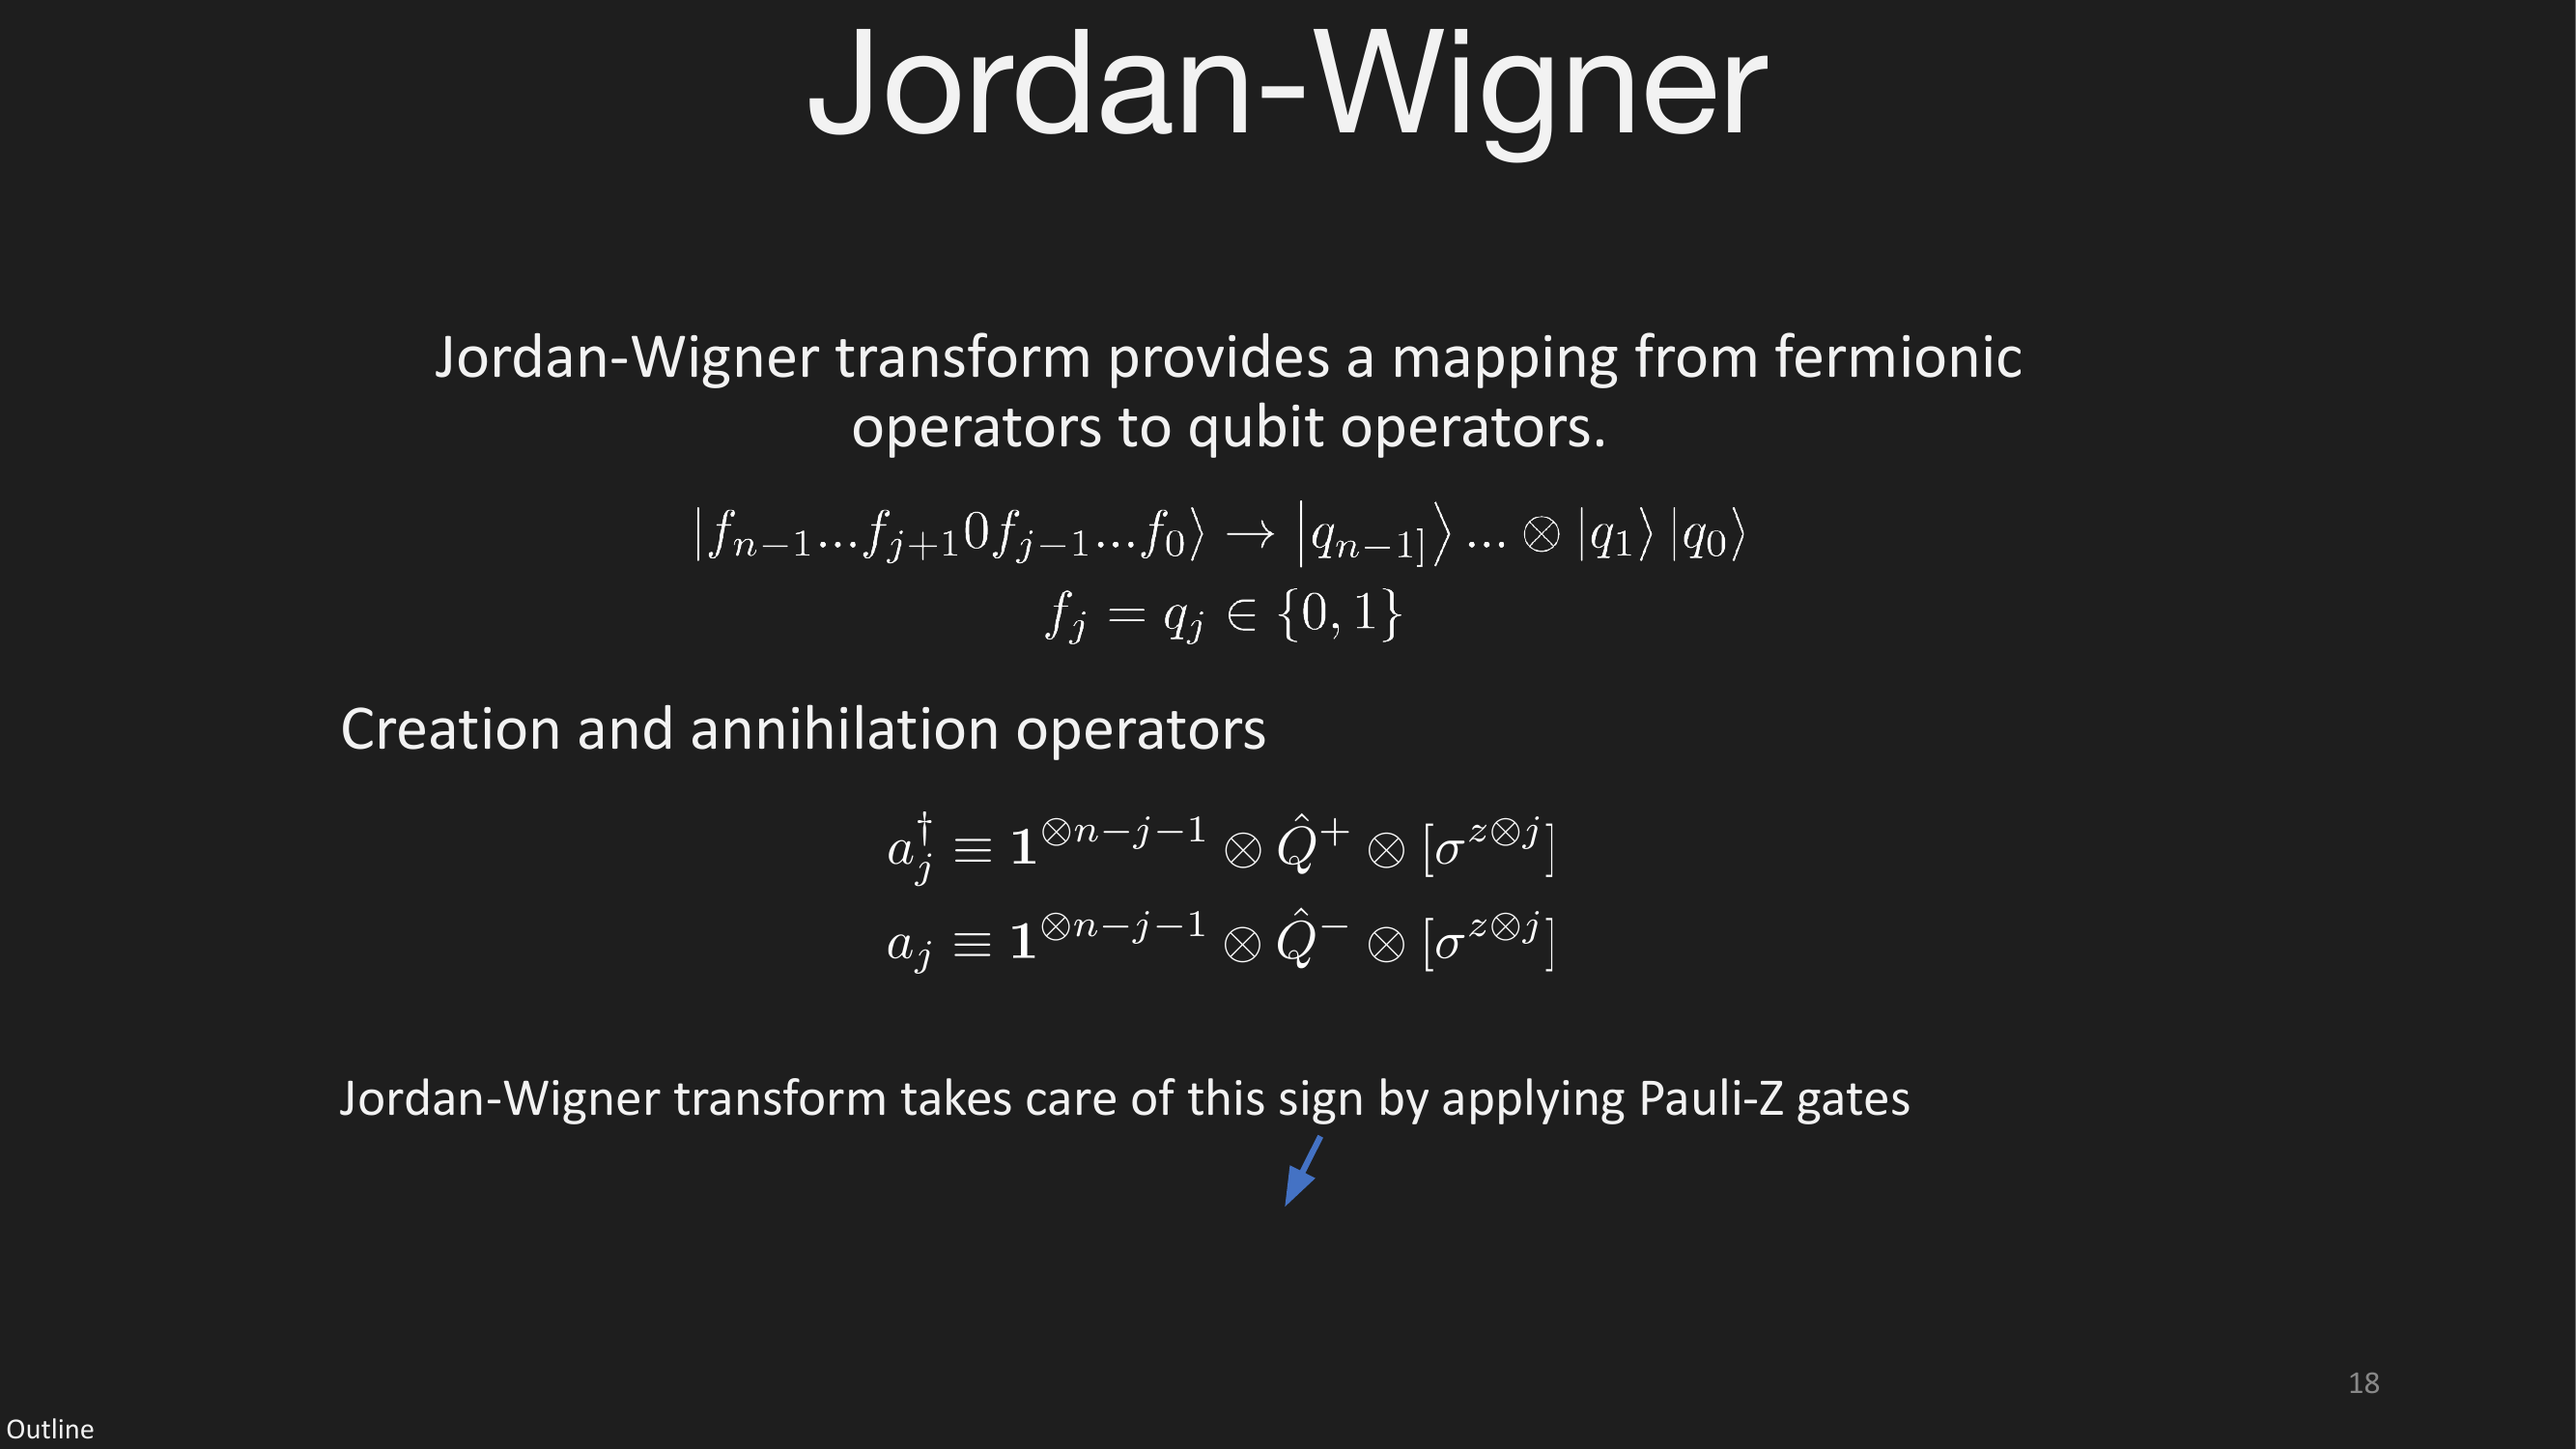 Jordan-Wigner
Jordan-Wigner transform provides a mapping from fermionic
operators to qubit operators.
$|f_{n-1}...f_{j+1}0f_{j-1}...f_0\rangle \rightarrow \left|q_{n-1]}\right\rangle ... \otimes |q_1\rangle |q_0\rangle$
$f_j = q_j \in \{0, 1\}$
Creation and annihilation operators
$a_j^\dagger \equiv \mathbf{1}^{\otimes n-j-1} \otimes \hat{Q}^+ \otimes [\sigma^{z \otimes j}]$
$a_j \equiv \mathbf{1}^{\otimes n-j-1} \otimes \hat{Q}^- \otimes [\sigma^{z \otimes j}]$
Jordan-Wigner transform takes care of this sign by applying Pauli-Z gates
18
Outline